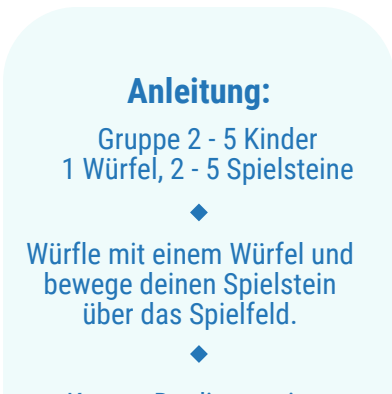 Anleitung:
Gruppe 2 - 5 Kinder
1 Würfel, 2 - 5 Spielsteine
Würfle mit einem Würfel und
bewege deinen Spielstein
über das Spielfeld.